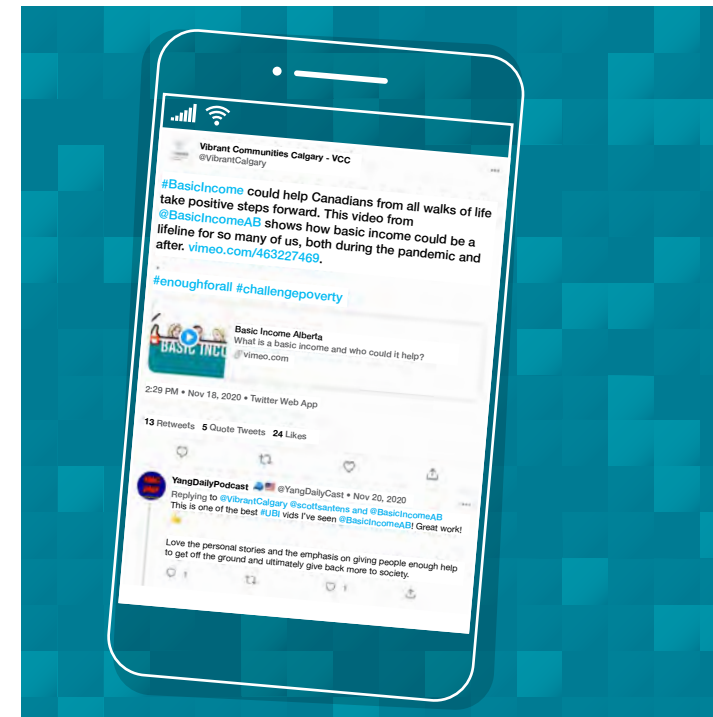 Vibrant Communities Calgary - VCC
@VibrantCalgary
#BasicIncome could help Canadians from all walks of life
take positive steps forward. This video from
@BasicIncomeAB shows how basic income could be a
lifeline for so many of us, both during the pandemic and
after. vimeo.com/463227469.
#enoughforall #challengepoverty
BASIC INCO
Basic Income Alberta
What is a basic income and who could it help?
vimeo.com
2:29 PM • Nov 18, 2020 • Twitter Web App
13 Retweets 5 Quote Tweets 24 Likes
YangDailyPodcast @YangDailyCast • Nov 20, 2020
Replying to @VibrantCalgary @scottsantens and @BasicIncomeAB
This is one of the best #UBI vids I've seen @BasicIncomeAB! Great work!
Love the personal stories and the emphasis on giving people enough help
to get off the ground and ultimately give back more to society.
1 1